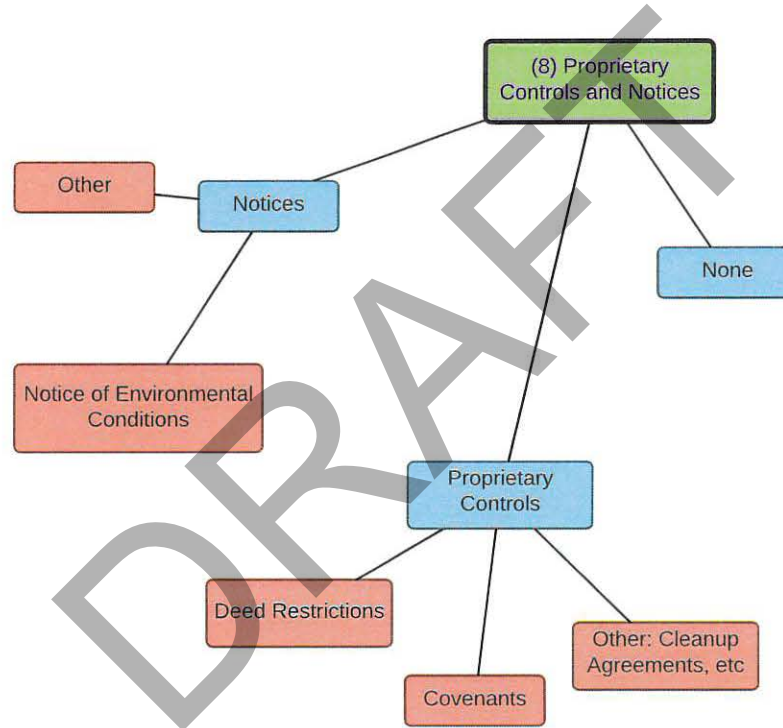 (8) Proprietary
Controls and Notices
Other
Notices
None
Notice of Environmental
Conditions
Proprietary
Controls
Deed Restrictions
Other: Cleanup
Agreements, etc
Covenants
DRAFT